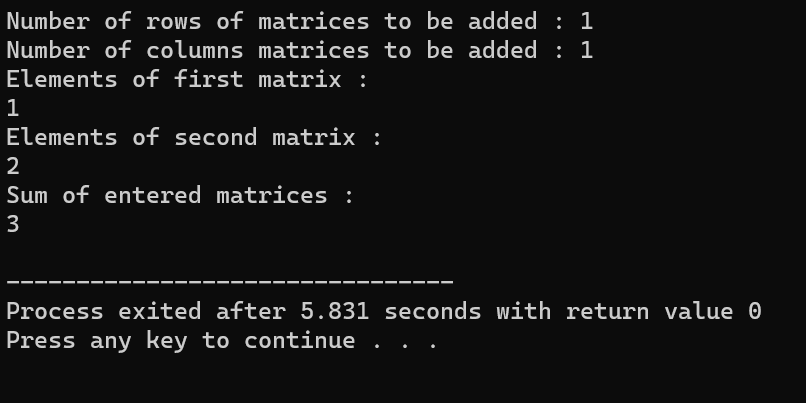 Number of rows of matrices to be added : 1
Number of columns matrices to be added : 1
Elements of first matrix :
1
Elements of second matrix :
2
Sum of entered matrices :
3
--------------------------------
Process exited after 5.831 seconds with return value 0
Press any key to continue . . .